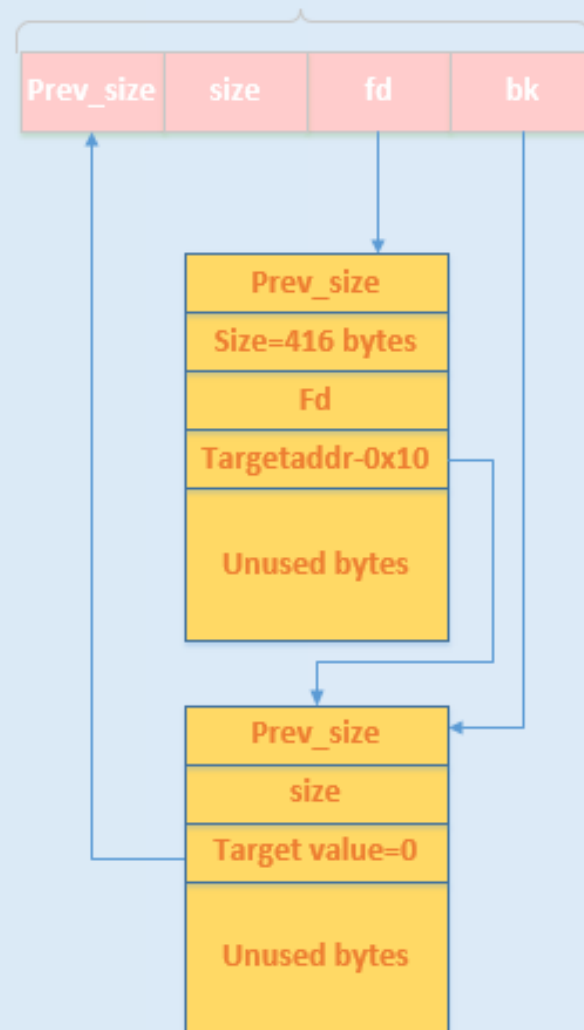 Prev_size size fd bk
Prev_size
Size=416 bytes
Fd
Targetaddr-0x10
Unused bytes
Prev_size
size
Target value=0
Unused bytes